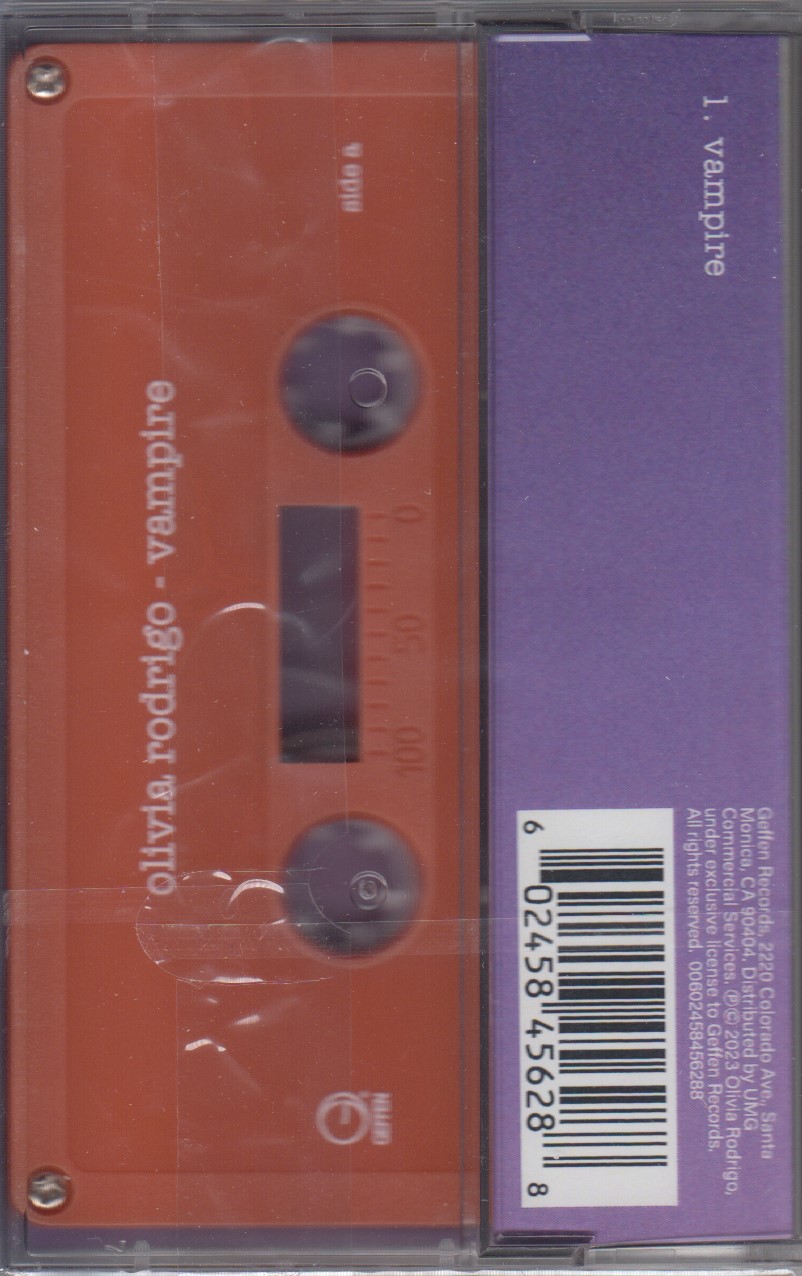 side a
olivia rodrigo - vampire
0 50 100
GEFFEN
1. vampire
Geffen Records, 2220 Colorado Ave., Santa
Monica, CA 90404. Distributed by UMG
Commercial Services. ℗© 2023 Olivia Rodrigo,
under exclusive license to Geffen Records.
All rights reserved. 00602458456288
6 02458 45628 8